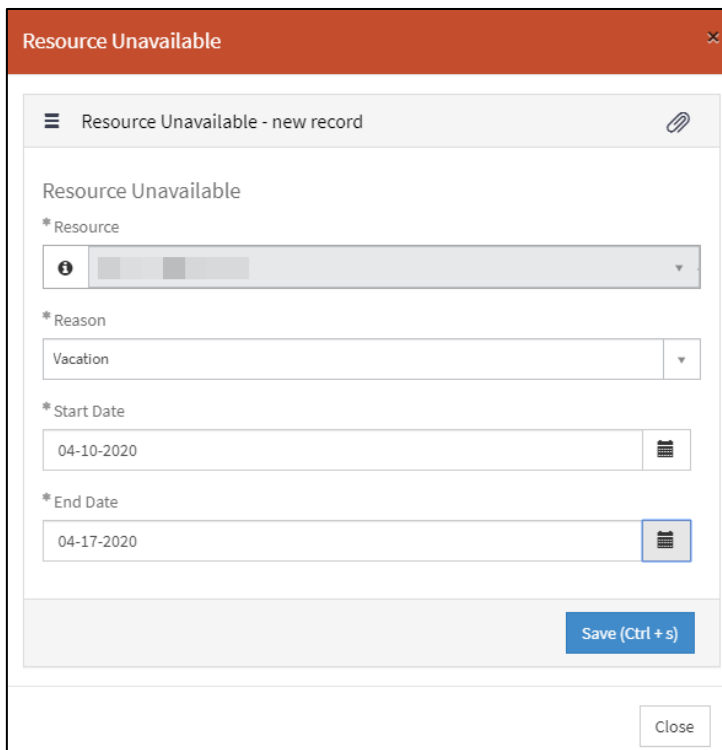 Resource Unavailable
Resource Unavailable - new record
Resource Unavailable
* Resource
* Reason
Vacation
* Start Date
04-10-2020
* End Date
04-17-2020
Save (Ctrl + s)
Close